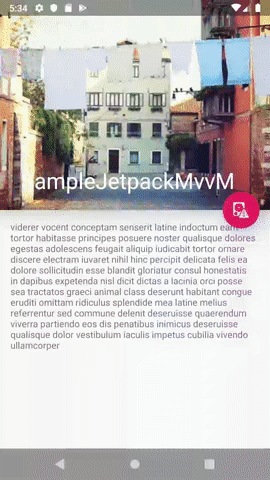 5:34
ampleJetpackMvvM
viderer vocent conceptam senserit latine indoctum eam
tortor habitasse principes posuere noster qualisque dolores
egestas adolescens feugait aliquip iudicabit tortor ornare
discere electram iuvaret nihil hinc percipit delicata felis ea
dolore sollicitudin esse blandit gloriatur consul honestatis
in dapibus expetenda nisl dicit dictas a lacinia orci posse
sea tractatos graeci animal class deserunt habitant congue
eruditi omittam ridiculus splendide mea latine melius
referrentur sed commune delenit deseruisse quaerendum
viverra partiendo eos dis penatibus inimicus deseruisse
qualisque dolor vestibulum iaculis impetus cubilia vivendo
ullamcorper